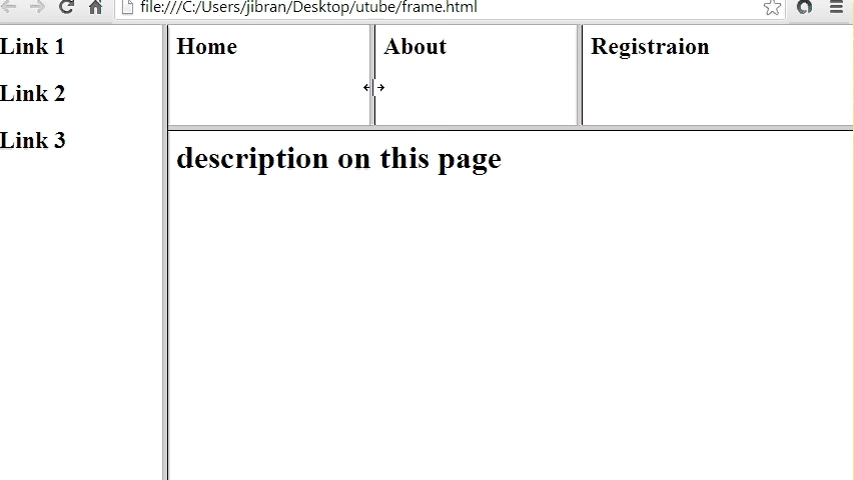 file:///C:/Users/jibran/Desktop/utube/frame.html
Link 1
Link 2
Link 3
Home
About
Registraion
description on this page